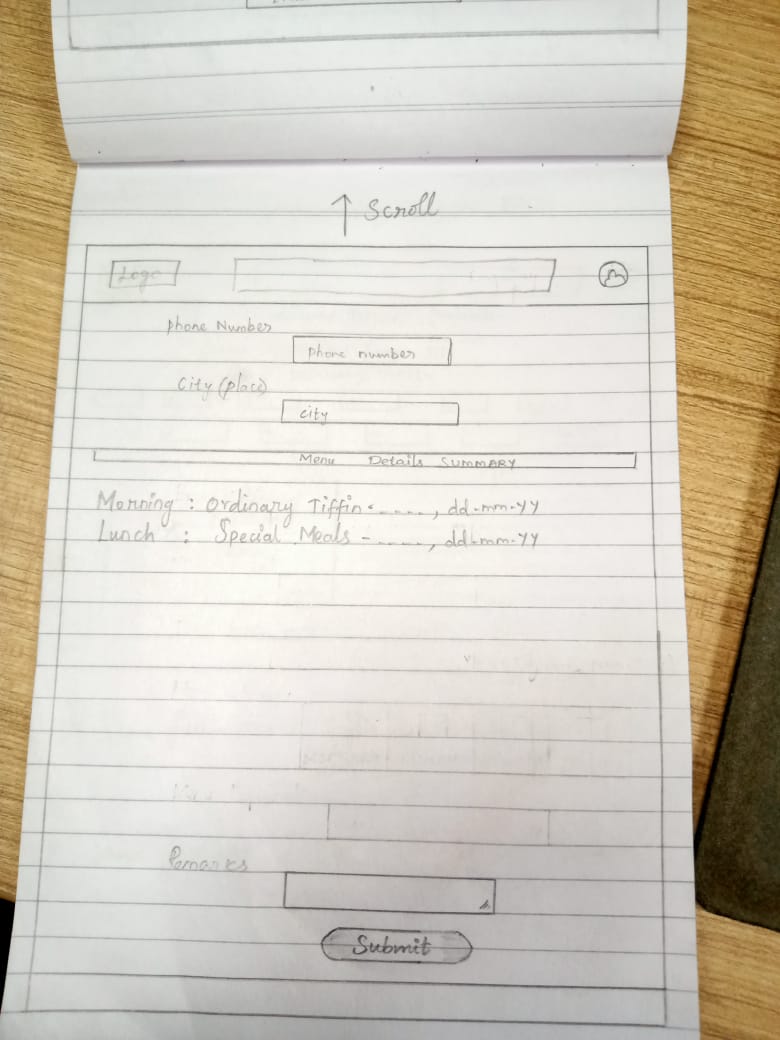 ↑ Scroll
Logo
Phone Number
phone number
City (place)
city
Menu Details SUMMARY
Morning : Ordinary Tiffin - ----, dd-mm-yy
Lunch : Special Meals - ----, dd-mm-yy
Remarks
Submit